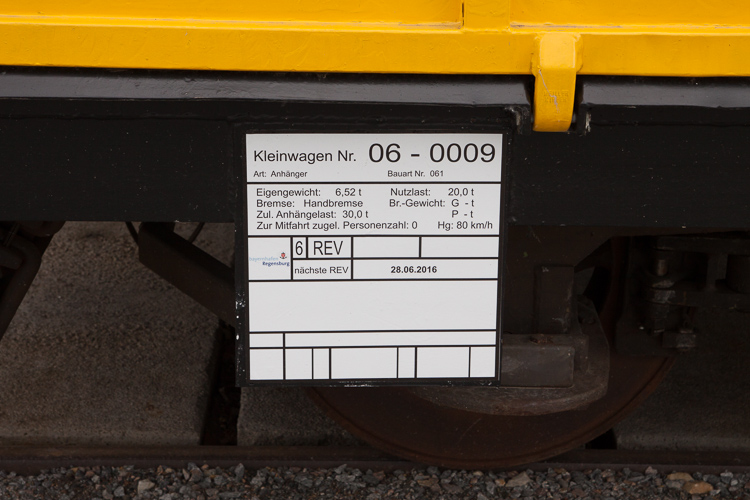 Kleinwagen Nr. 06 - 0009
Art: Anhänger Bauart Nr. 061
Eigengewicht: 6,52 t Nutzlast: 20,0 t
Bremse: Handbremse Br.-Gewicht: G - t
Zul. Anhängelast: 30,0 t P - t
Zur Mitfahrt zugel. Personenzahl: 0 Hg: 80 km/h
6 REV
bayernhafen
Regensburg
nächste REV 28.06.2016